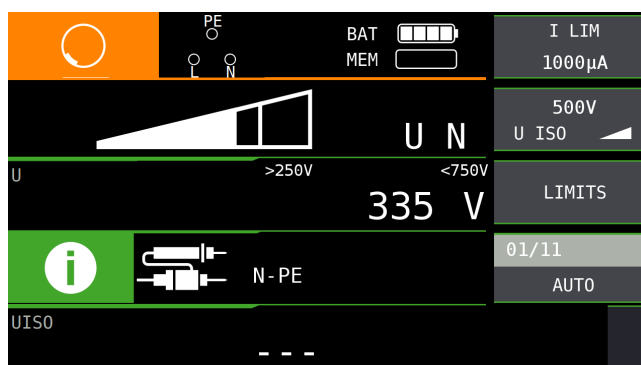 PE
L N
BAT
MEM
I LIM
1000µA
U N
500V
U ISO
U
>250V <750V
335 V
LIMITS
i
N-PE
01/11
AUTO
UISO
---